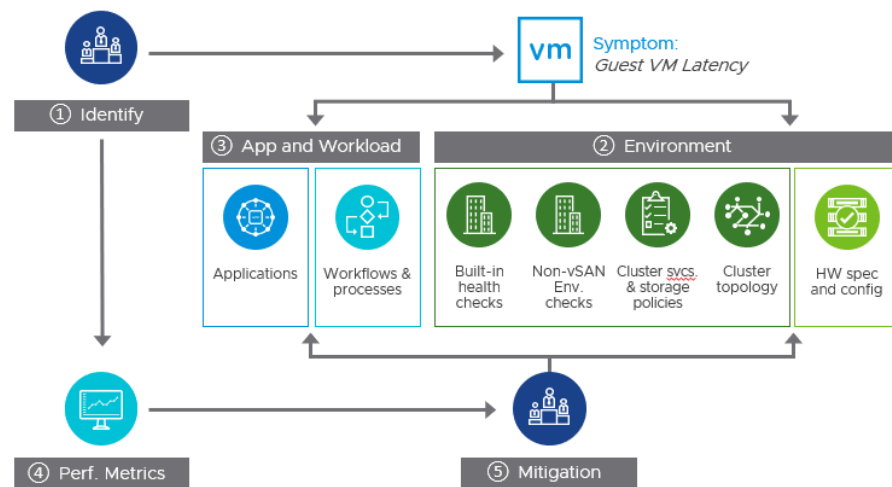 vm
Symptom:
Guest VM Latency
① Identify
③ App and Workload
② Environment
Applications
Workflows &
processes
Built-in
health
checks
Non-vSAN
Env.
checks
Cluster svcs.
& storage
policies
Cluster
topology
HW spec
and config
④ Perf. Metrics
⑤ Mitigation